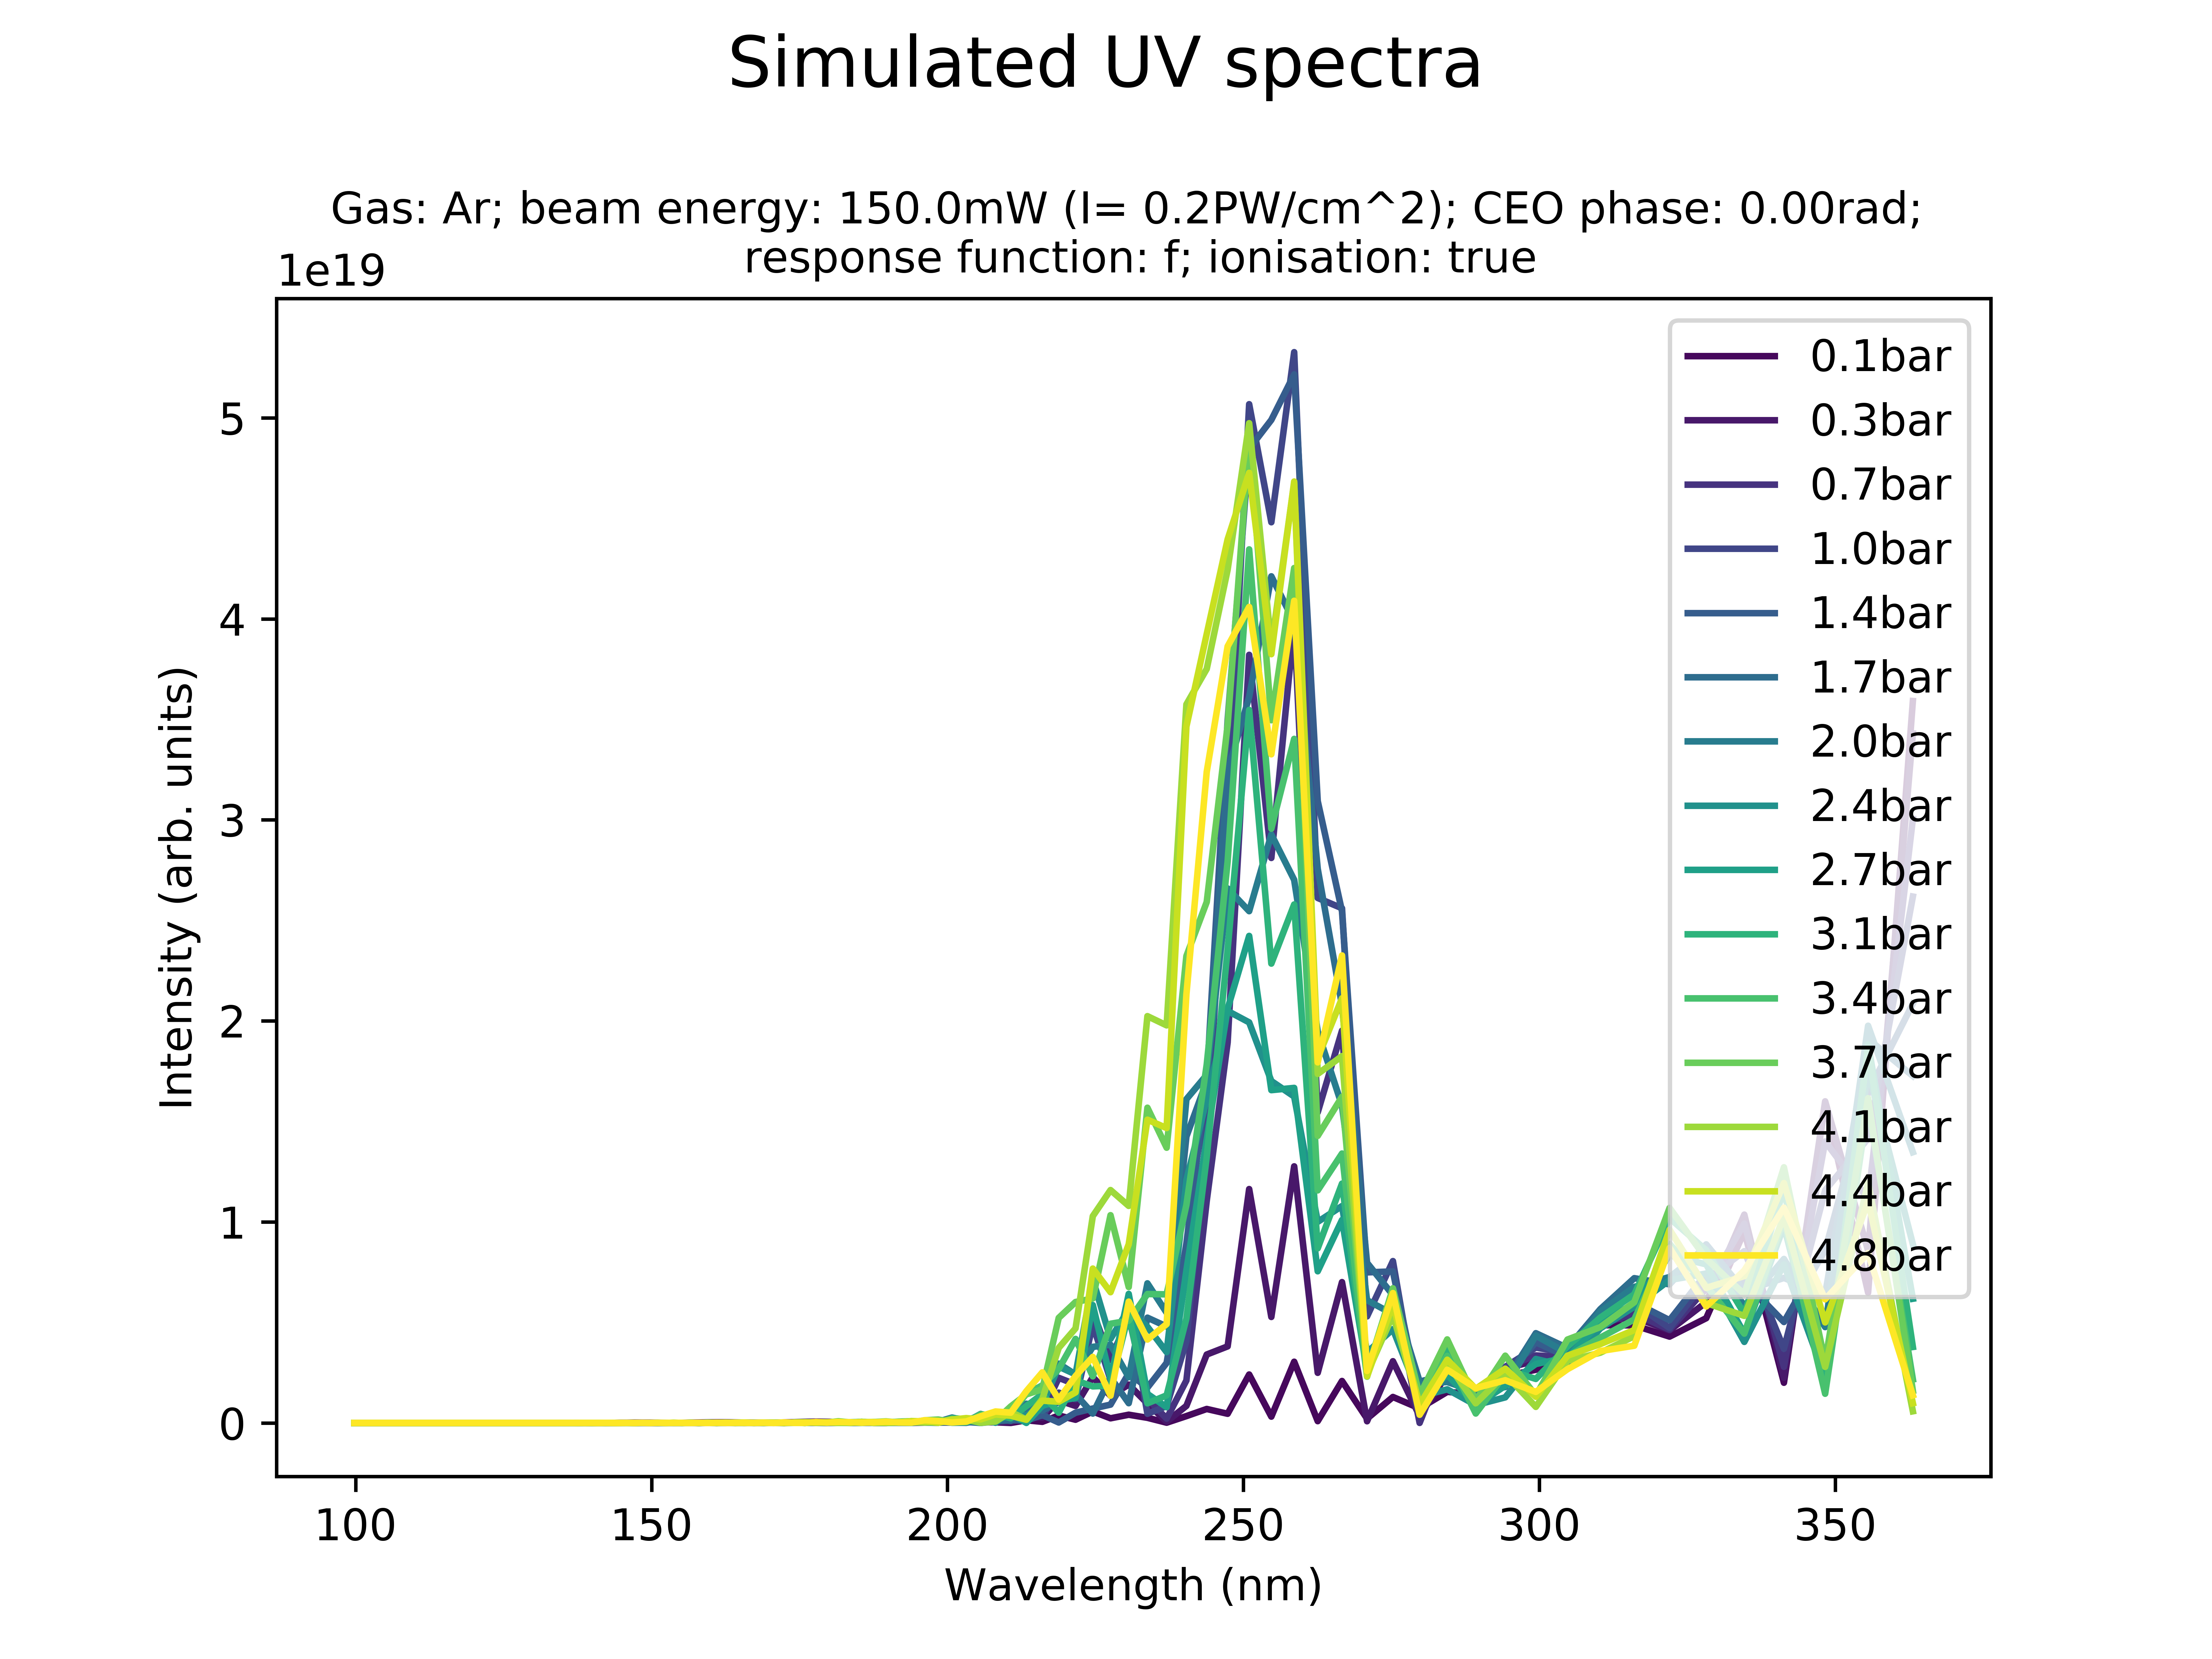 Simulated UV spectra
Gas: Ar; beam energy: 150.0mW (I= 0.2PW/cm^2); CEO phase: 0.00rad;
response function: f; ionisation: true
1e19
5
4
3
2
1
0
Intensity (arb. units)
0.1bar
0.3bar
0.7bar
1.0bar
1.4bar
1.7bar
2.0bar
2.4bar
2.7bar
3.1bar
3.4bar
3.7bar
4.1bar
4.4bar
4.8bar
100 150 200 250 300 350
Wavelength (nm)